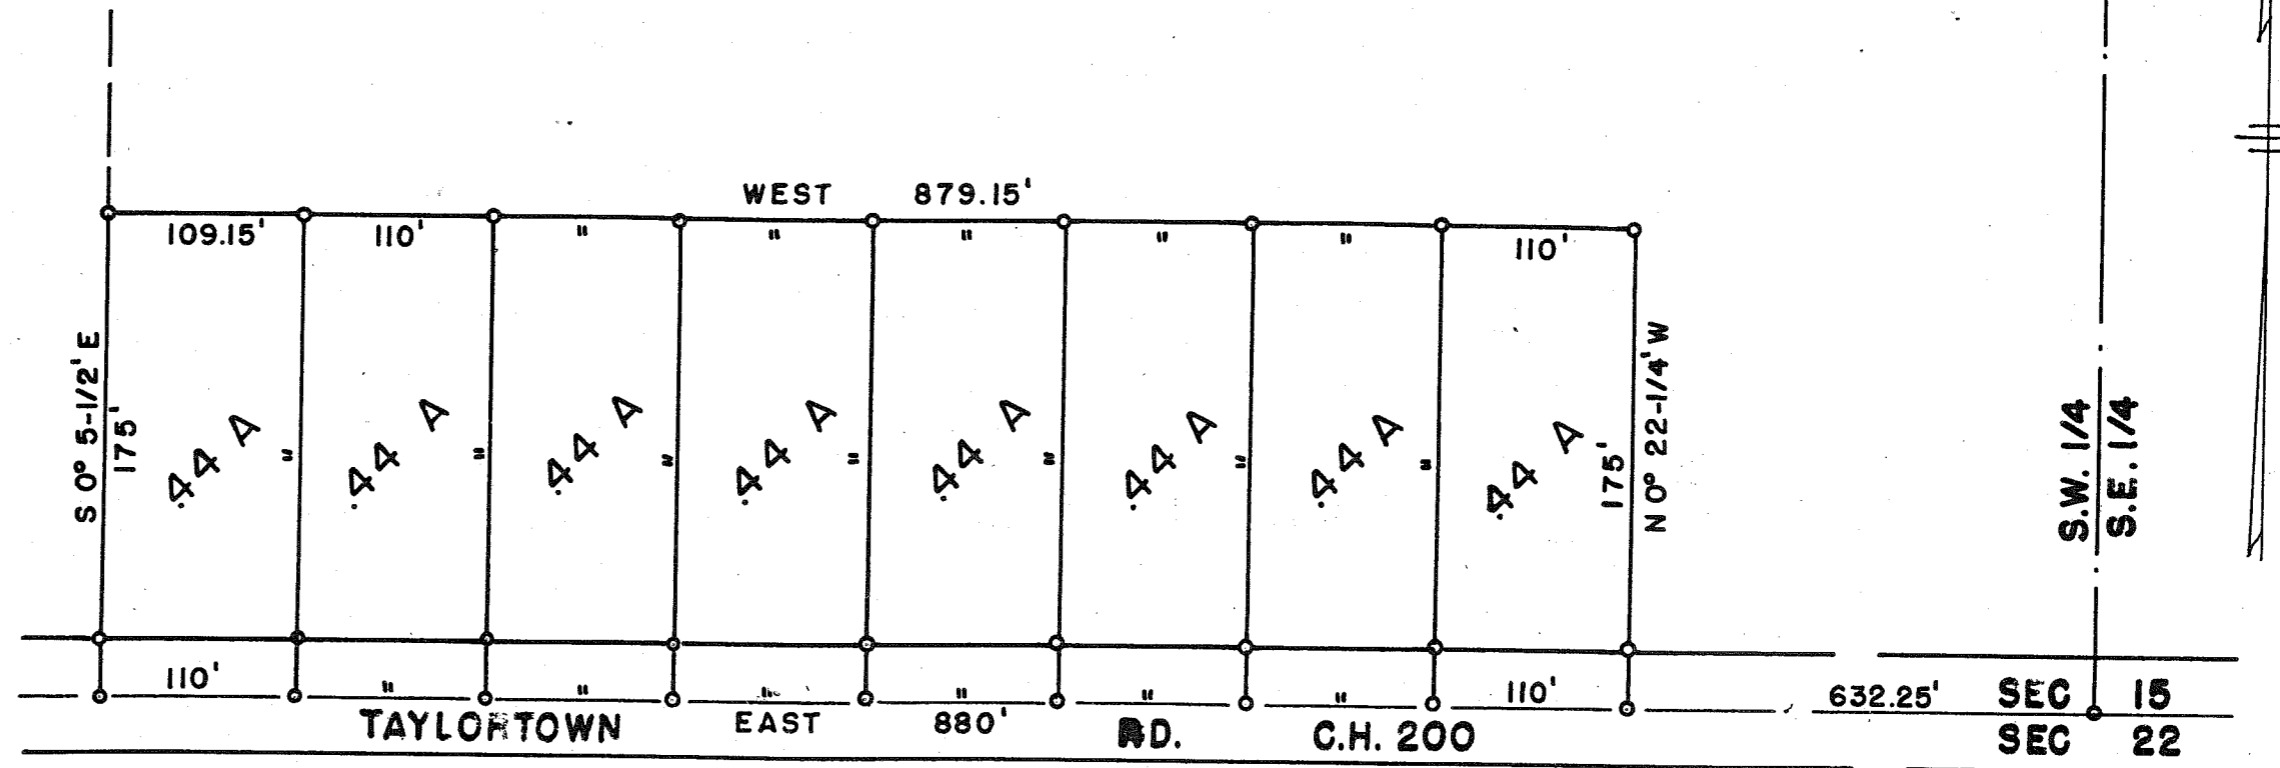 WEST 879.15'
109.15' 110' " " " " " 110'
S 0° 5-1/2' E
175'
.44 A " .44 A " .44 A " .44 A " .44 A " .44 A " .44 A " .44 A
175'
N 0° 22-1/4' W
S.W. 1/4
S.E. 1/4
110' " " " " " " 110' 632.25' SEC 15
TAYLORTOWN EAST 880' RD. C.H. 200 SEC 22